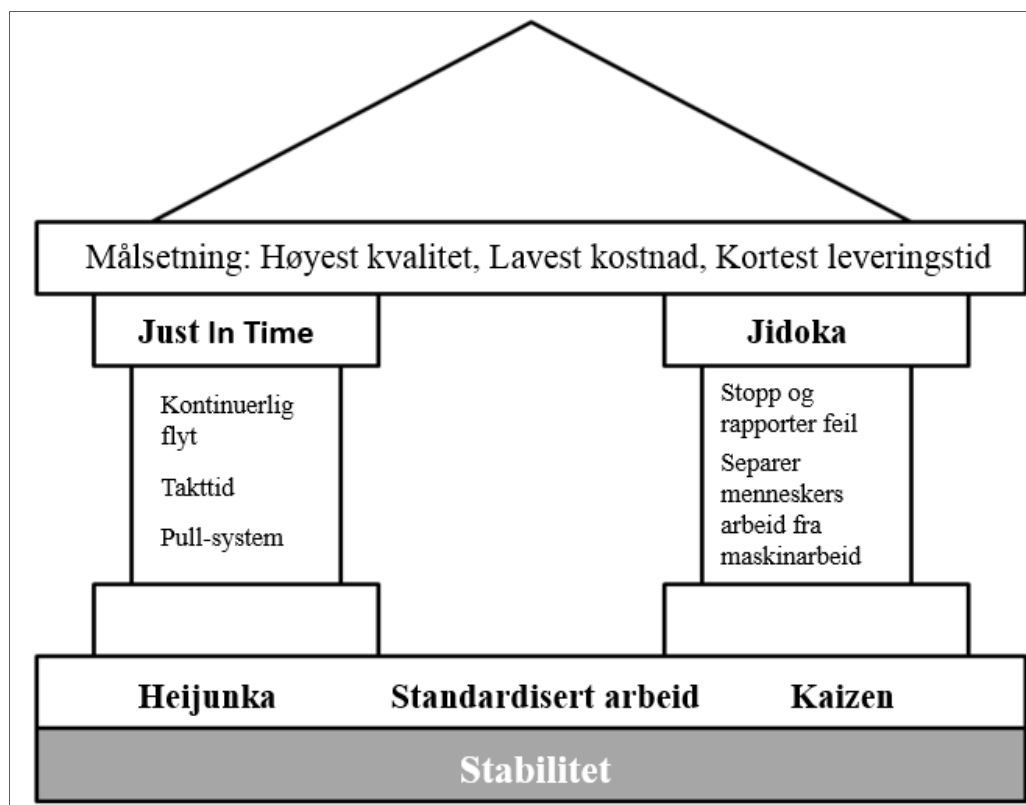 Målsetning: Høyest kvalitet, Lavest kostnad, Kortest leveringstid
Just In Time
Kontinuerlig
flyt
Takttid
Pull-system
Jidoka
Stopp og
rapporter feil
Separer
menneskers
arbeid fra
maskinarbeid
Heijunka
Standardisert arbeid
Kaizen
Stabilitet